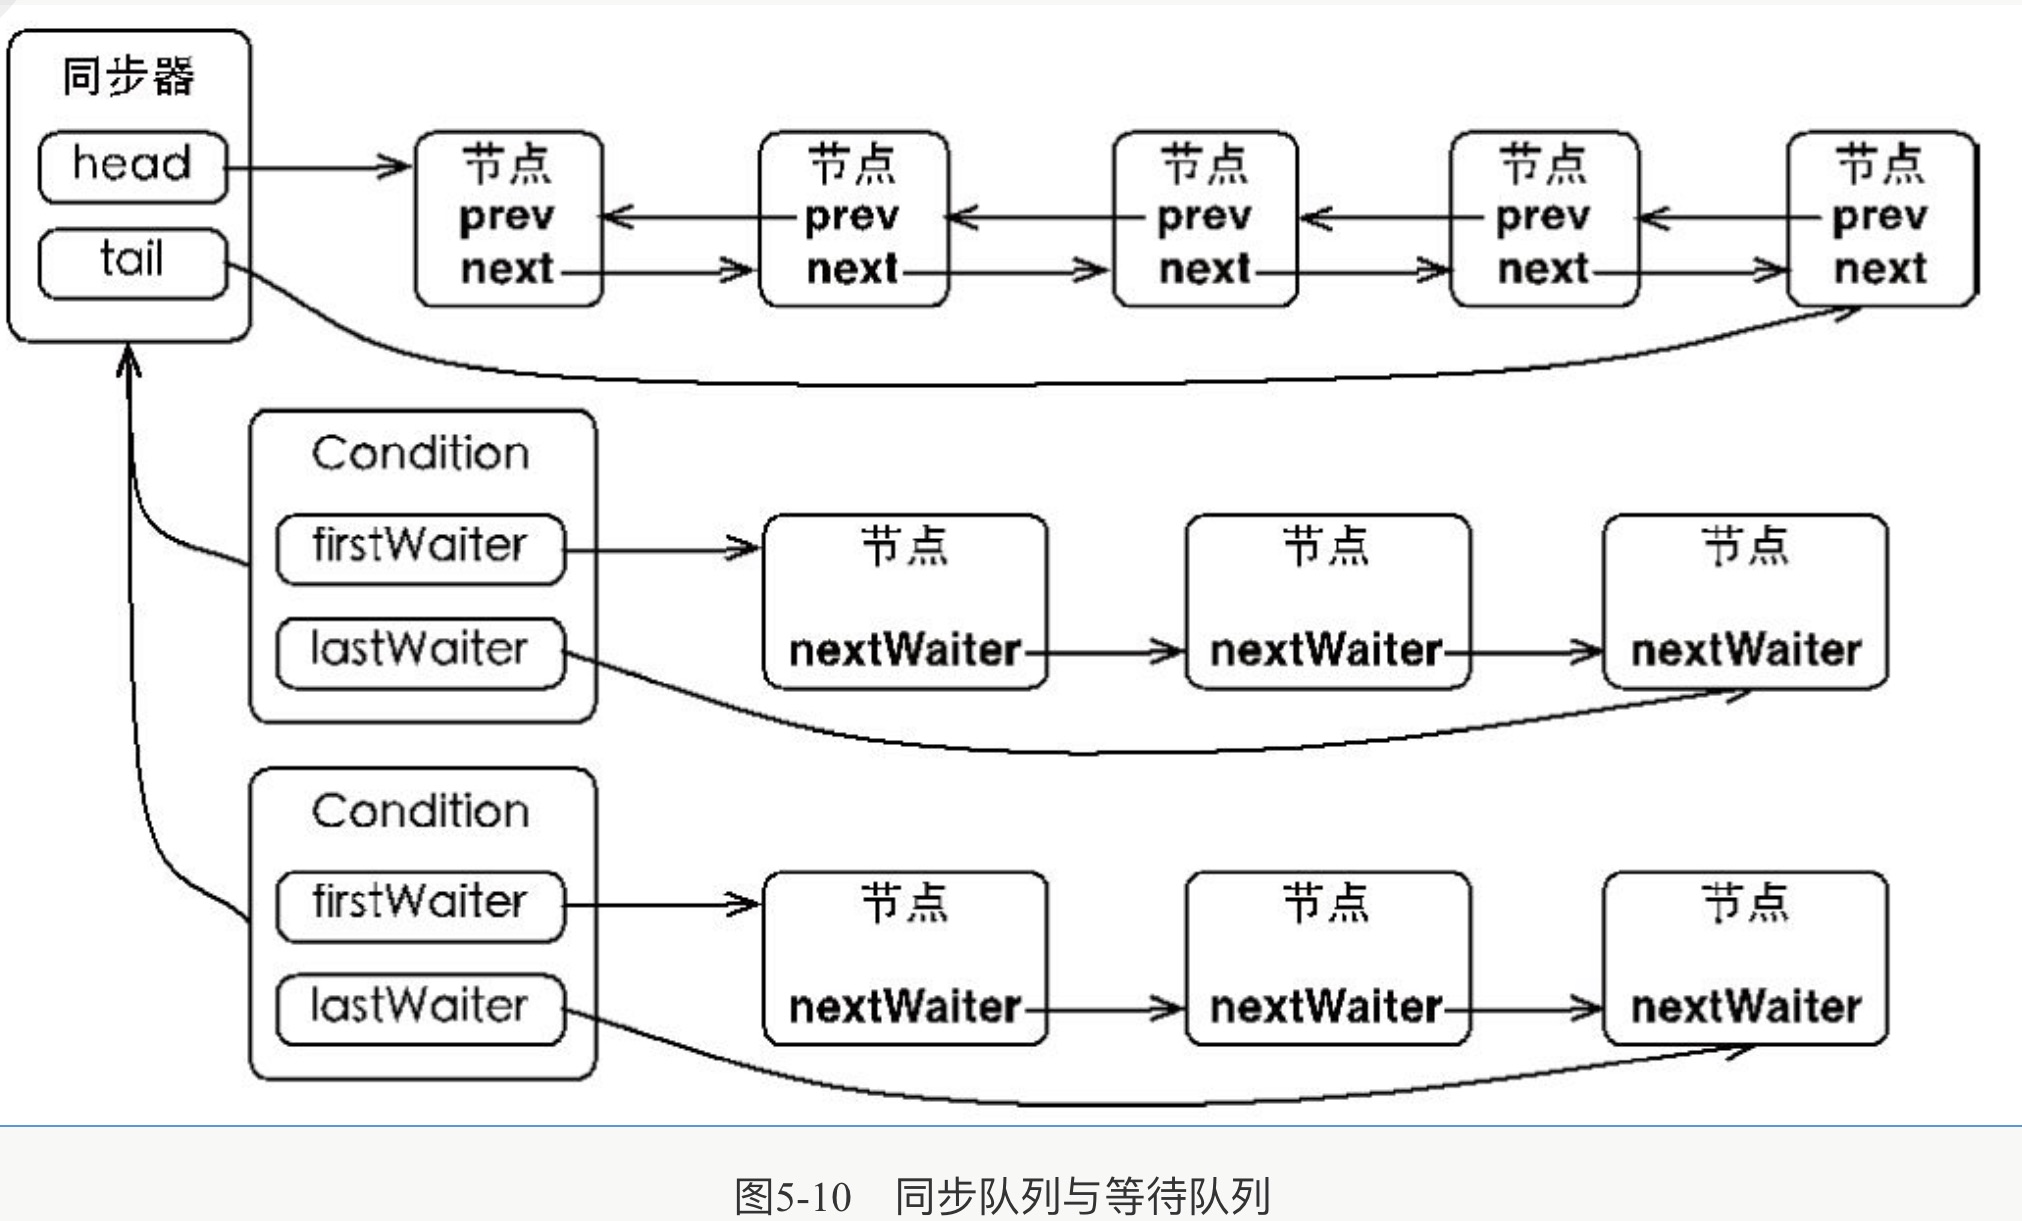 同步器
head
tail
节点
prev
next
节点
prev
next
节点
prev
next
节点
prev
next
节点
prev
next
Condition
firstWaiter
lastWaiter
节点
nextWaiter
节点
nextWaiter
节点
nextWaiter
Condition
firstWaiter
lastWaiter
节点
nextWaiter
节点
nextWaiter
节点
nextWaiter
图5-10 同步队列与等待队列